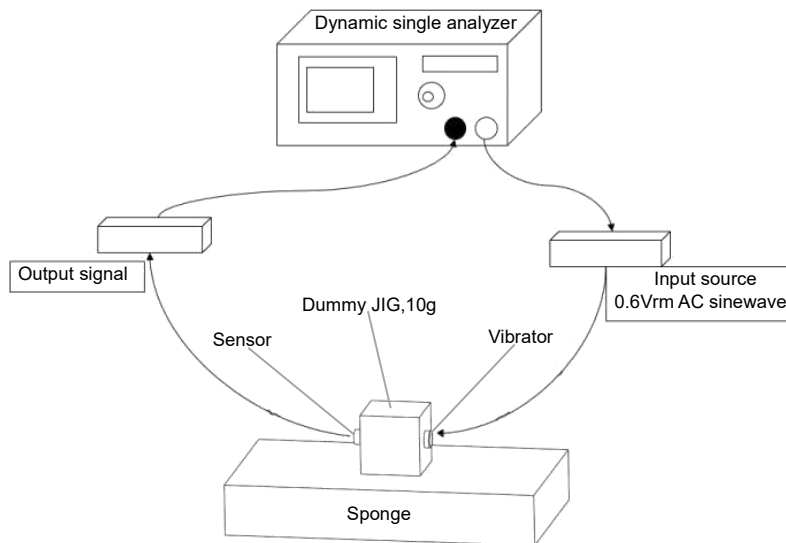 Dynamic single analyzer
Output signal
Input source
0.6Vrm AC sinewave
Dummy JIG,10g
Sensor
Vibrator
Sponge